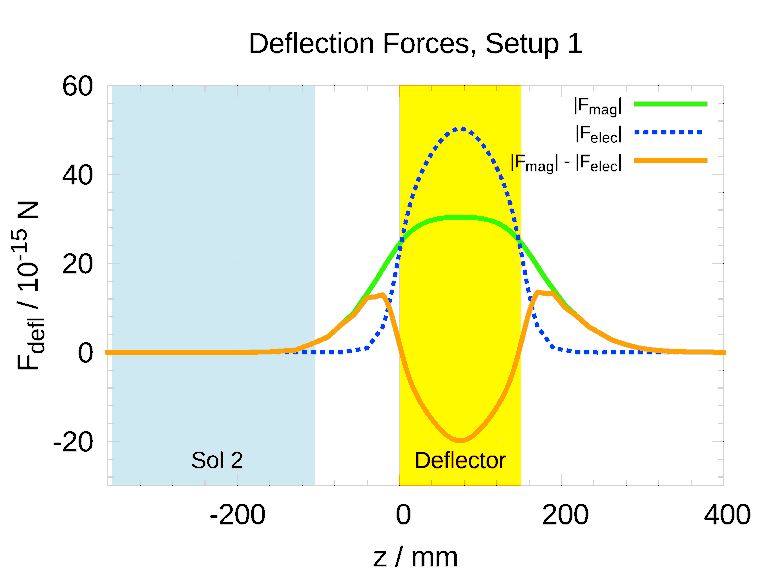 Deflection Forces, Setup 1
60
40
20
0
-20
F_defl / 10^-15 N
|F_mag|
|F_elec|
|F_mag| - |F_elec|
Sol 2
Deflector
-200
0
200
400
z / mm